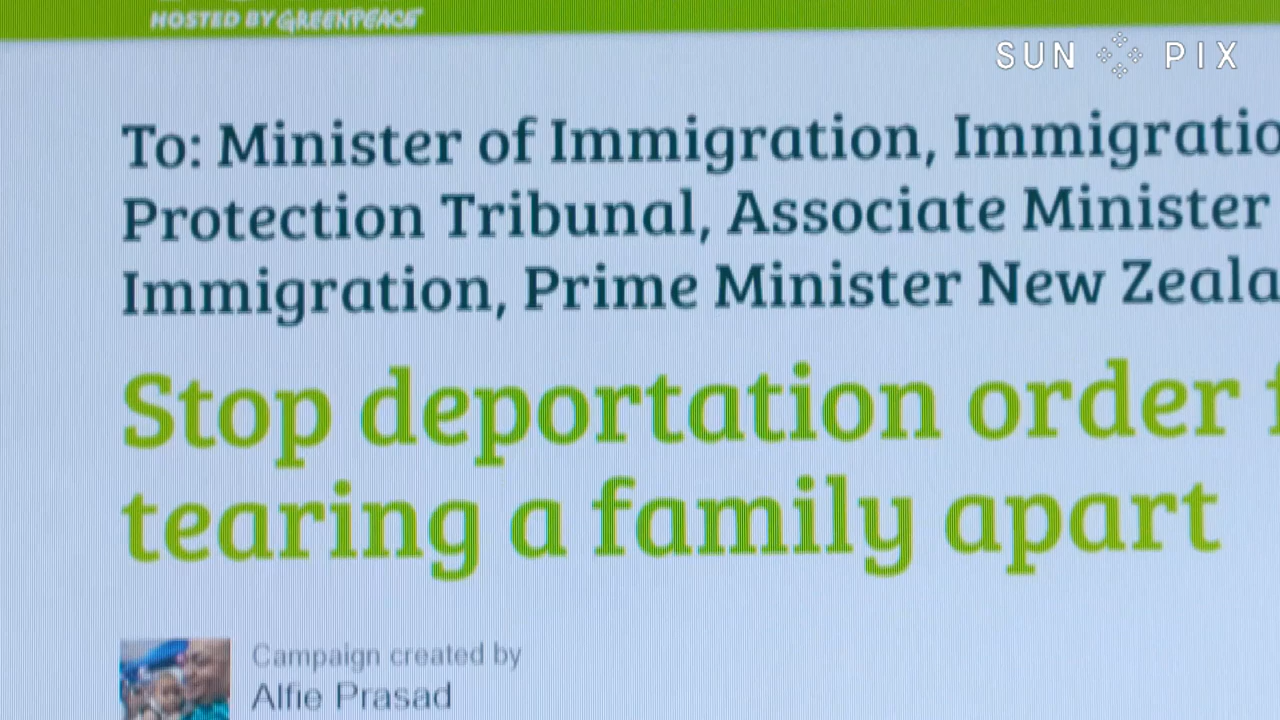 HOSTED BY GREENPEACE
SUN PIX
To: Minister of Immigration, Immigratio
Protection Tribunal, Associate Minister
Immigration, Prime Minister New Zeala
Stop deportation order f
tearing a family apart
Campaign created by
Alfie Prasad